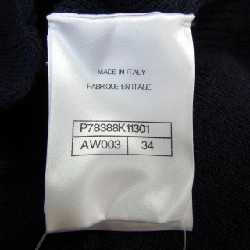 MADE IN ITALY
FABRIQUE EN ITALIE
P78388K11301
AW003 34